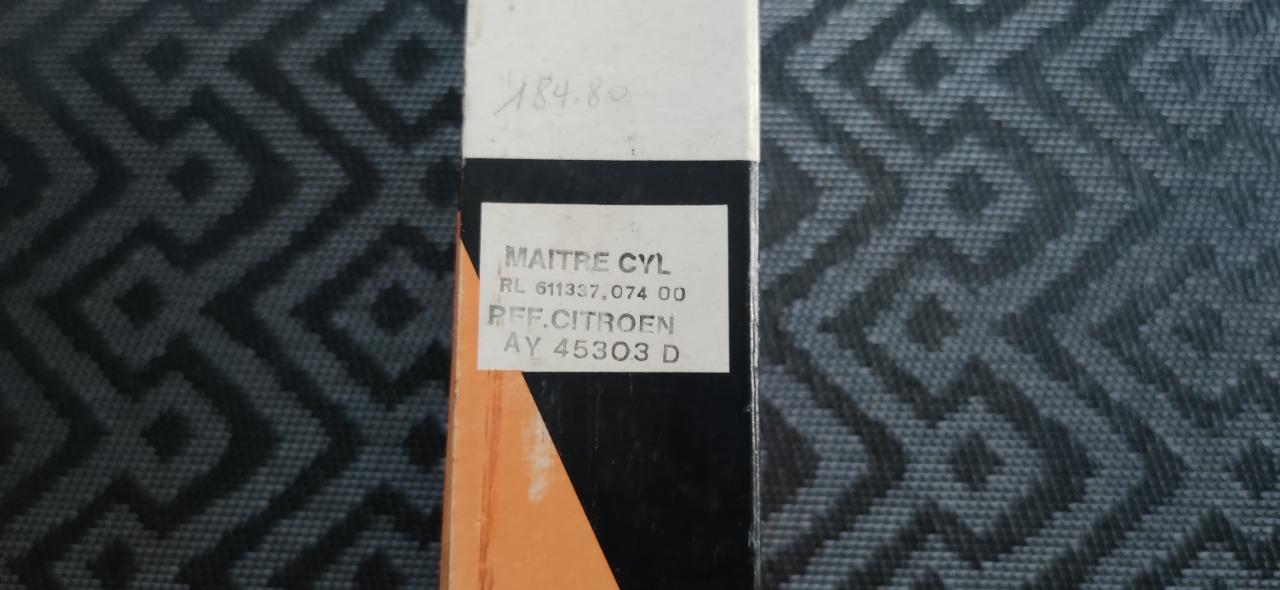 184.80
MAITRE CYL
RL 611337.074 00
REF.CITROEN
AY 45303 D